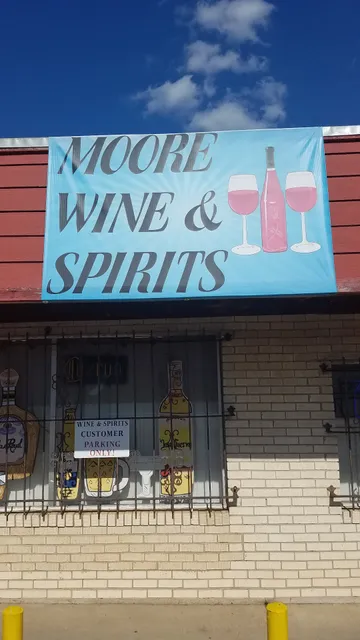 MOORE
WINE &
SPIRITS
WINE & SPIRITS
CUSTOMER
PARKING
ONLY!